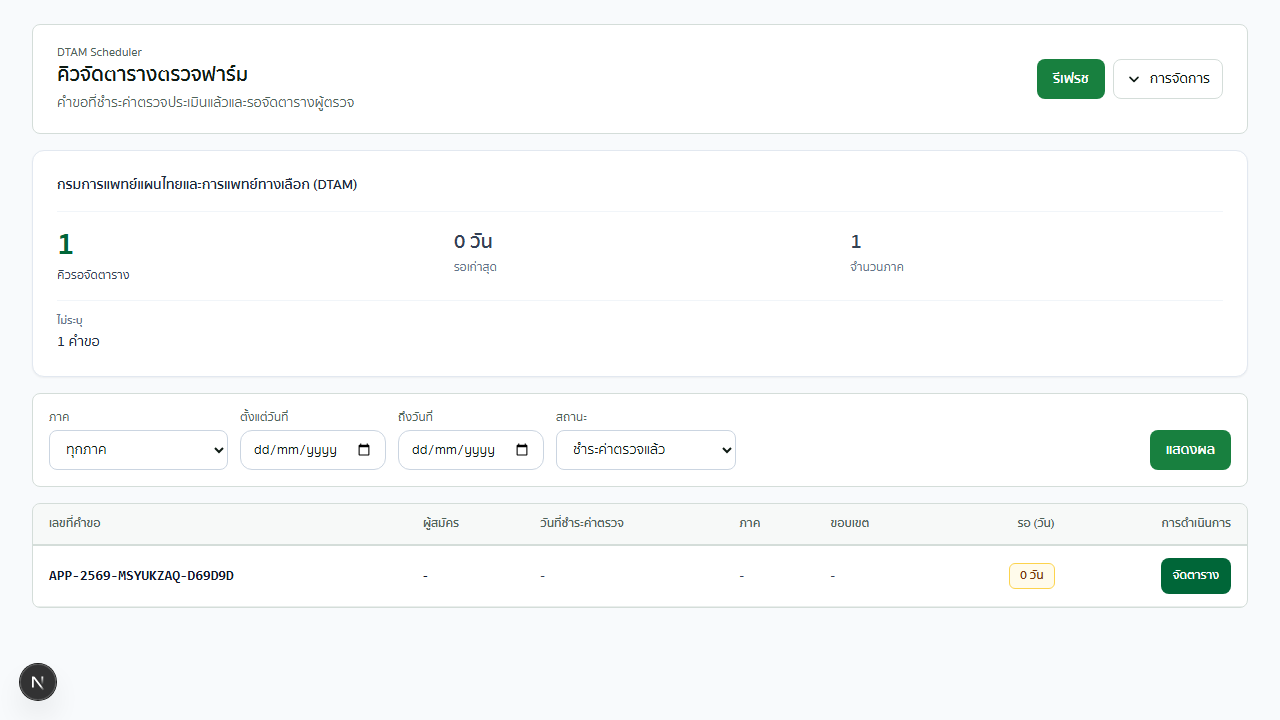 DTAM Scheduler
คิวจัดตารางตรวจฟาร์ม
คำขอที่ชำระค่าตรวจประเมินแล้วและรอจัดตารางผู้ตรวจ
รีเฟรช
การจัดการ
กรมการแพทย์แผนไทยและการแพทย์ทางเลือก (DTAM)
1
0 วัน
1
คิวรอจัดตาราง
รอเก่าสุด
จำนวนภาค
ไม่ระบุ
1 คำขอ
ภาค
ตั้งแต่วันที่
ถึงวันที่
สถานะ
ทุกภาค
dd/mm/yyyy
dd/mm/yyyy
ชำระค่าตรวจแล้ว
แสดงผล
เลขที่คำขอ ผู้สมัคร วันที่ชำระค่าตรวจ ภาค ขอบเขต รอ (วัน) การดำเนินการ
APP-2569-MSYUKZAQ-D69D9D - - - - 0 วัน จัดตาราง
N